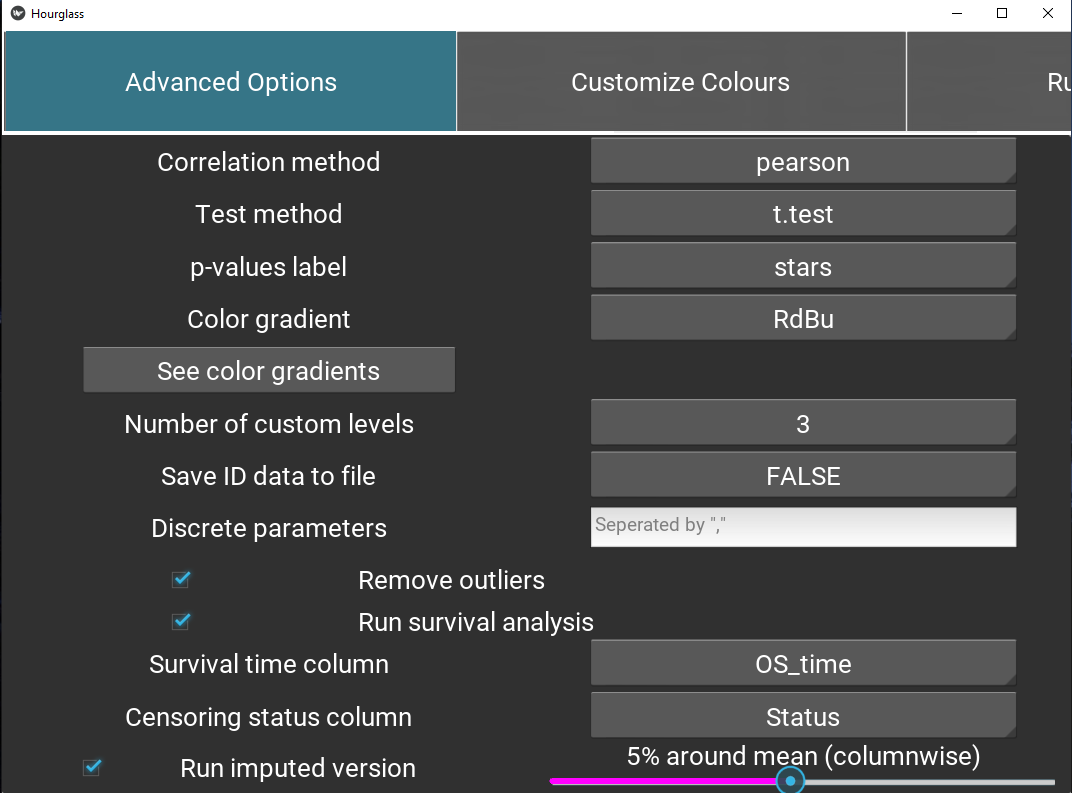 Hourglass
Advanced Options
Customize Colours
Correlation method
pearson
Test method
t.test
p-values label
stars
Color gradient
RdBu
See color gradients
Number of custom levels
3
Save ID data to file
FALSE
Discrete parameters
Seperated by ","
Remove outliers
Run survival analysis
Survival time column
OS_time
Censoring status column
Status
Run imputed version
5% around mean (columnwise)